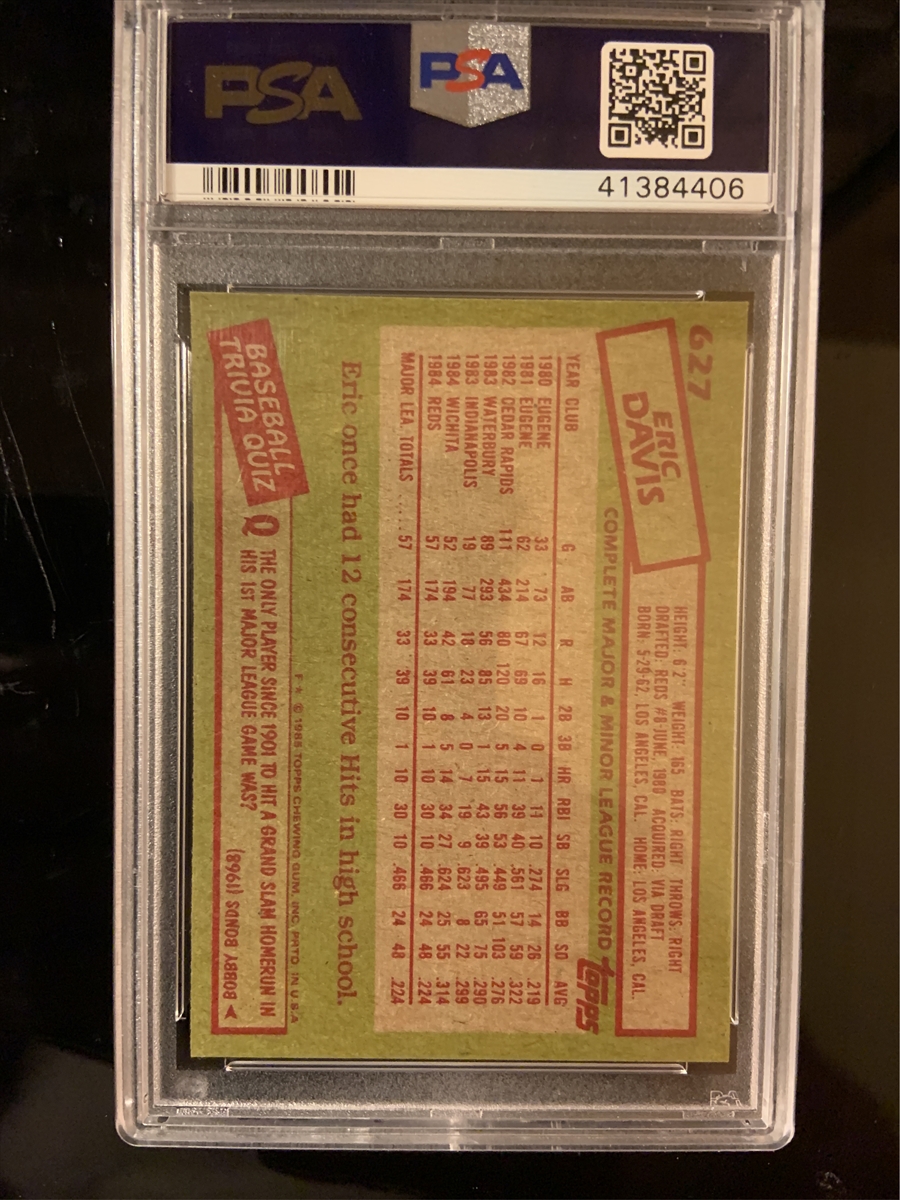 PSA
PSA
41384406
627
ERIC
DAVIS
HEIGHT: 6'2" WEIGHT: 165 BATS: RIGHT THROWS: RIGHT
DRAFTED: REDS #8-JUNE, 1980 ACQUIRED: VIA DRAFT
BORN: 5-29-62, LOS ANGELES, CAL. HOME: LOS ANGELES, CAL.
COMPLETE MAJOR & MINOR LEAGUE RECORD
topps
YEAR CLUB G AB R H 2B 3B HR RBI SB SLG BB SO AVG
1980 EUGENE 33 73 12 16 1 0 1 11 10 .274 14 26 .219
1981 EUGENE 62 214 67 69 10 4 11 39 40 .561 57 59 .322
1982 CEDAR RAPIDS 111 434 80 120 20 5 15 56 53 .449 51 103 .276
1983 WATERBURY 89 293 56 85 13 1 15 43 39 .495 65 75 .290
1983 INDIANAPOLIS 19 77 18 23 4 0 7 19 9 .623 8 22 .299
1984 WICHITA 52 194 42 61 8 5 14 34 27 .624 25 55 .314
1984 REDS 57 174 33 39 10 1 10 30 10 .466 24 48 .224
MAJOR LEA. TOTALS .....57 174 33 39 10 1 10 30 10 .466 24 48 .224
Eric once had 12 consecutive Hits in high school.
F ** © 1985 TOPPS CHEWING GUM, INC. PRTD. IN U.S.A.
BASEBALL
TRIVIA QUIZ
Q THE ONLY PLAYER SINCE 1901 TO HIT A GRAND SLAM HOMERUN IN
HIS 1ST MAJOR LEAGUE GAME WAS?
BOBBY BONDS (1968)